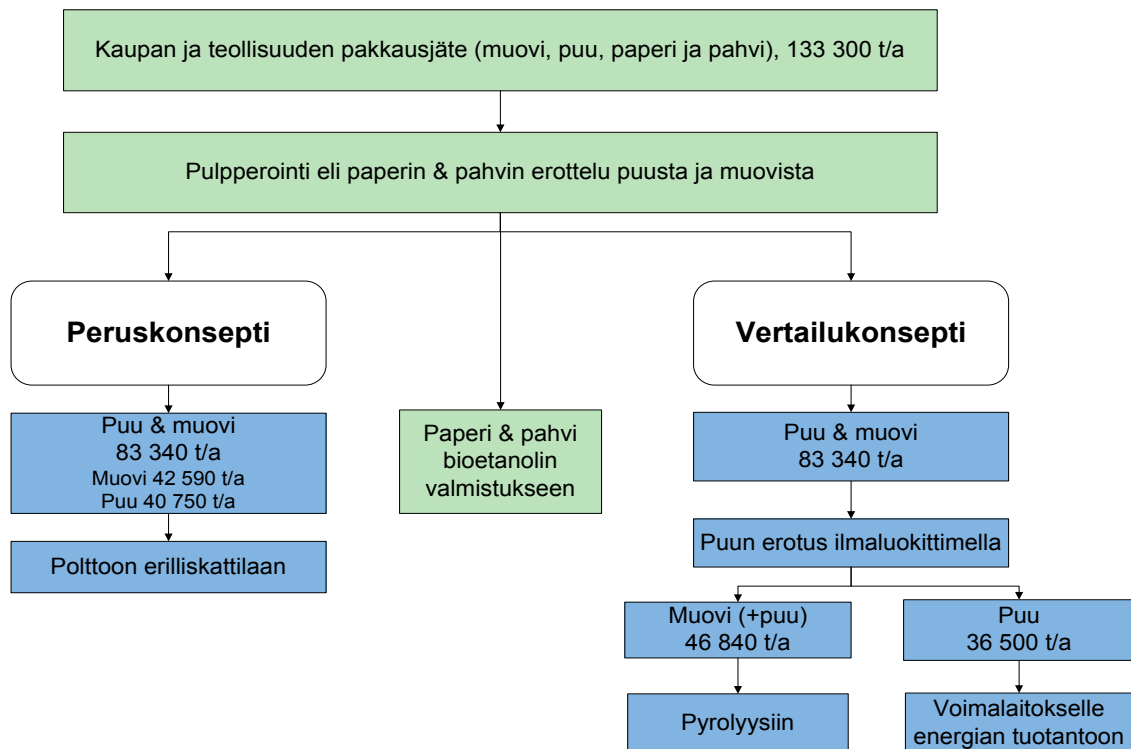 Kaupan ja teollisuuden pakkausjäte (muovi, puu, paperi ja pahvi), 133 300 t/a
Pulpperointi eli paperin & pahvin erottelu puusta ja muovista
Peruskonsepti
Puu & muovi
83 340 t/a
Muovi 42 590 t/a
Puu 40 750 t/a
Polttoon erilliskattilaan
Paperi & pahvi
bioetanolin
valmistukseen
Vertailukonsepti
Puu & muovi
83 340 t/a
Puun erotus ilmaluokittimella
Muovi (+puu)
46 840 t/a
Pyrolyysiin
Puu
36 500 t/a
Voimalaitokselle
energian tuotantoon